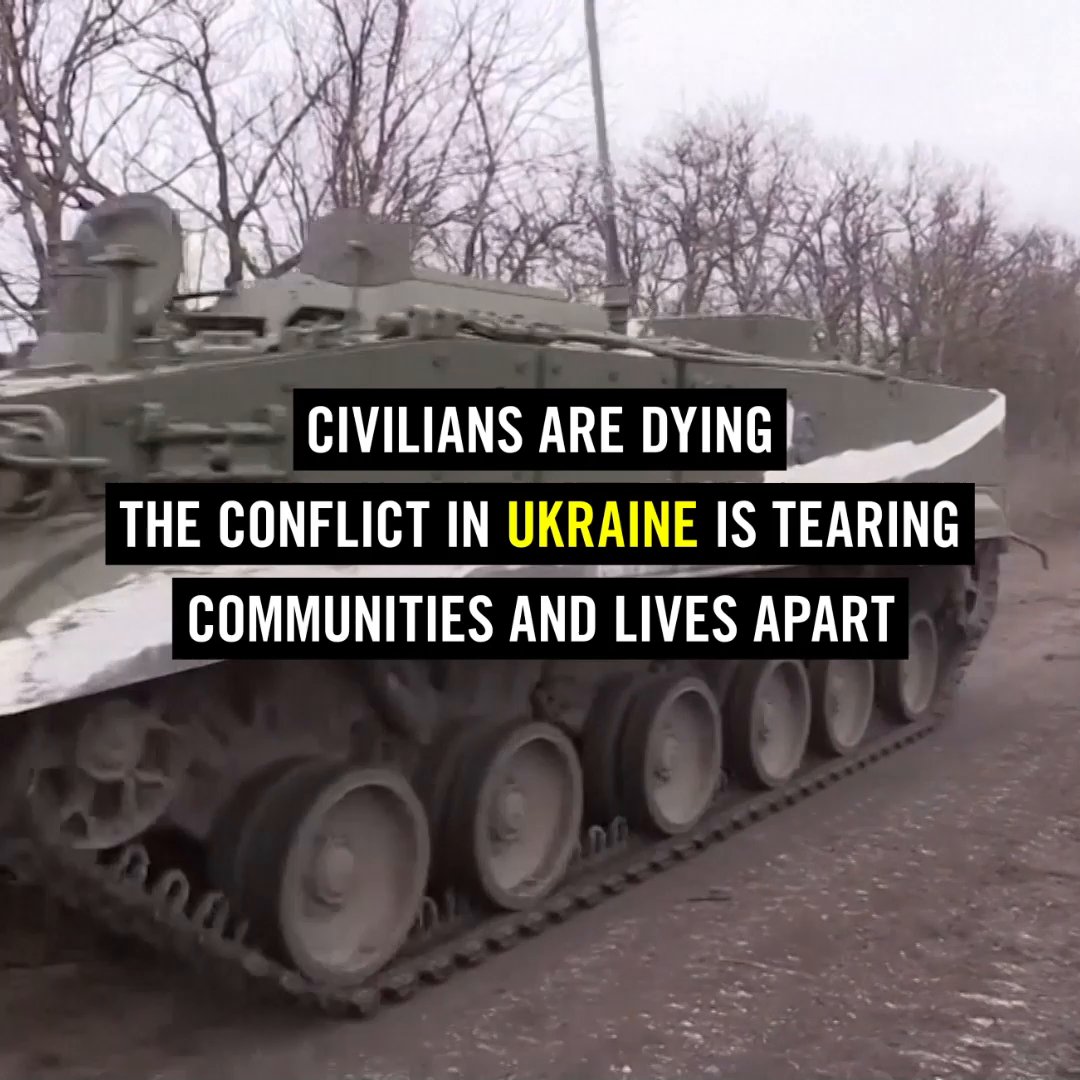 CIVILIANS ARE DYING
THE CONFLICT IN UKRAINE IS TEARING
COMMUNITIES AND LIVES APART